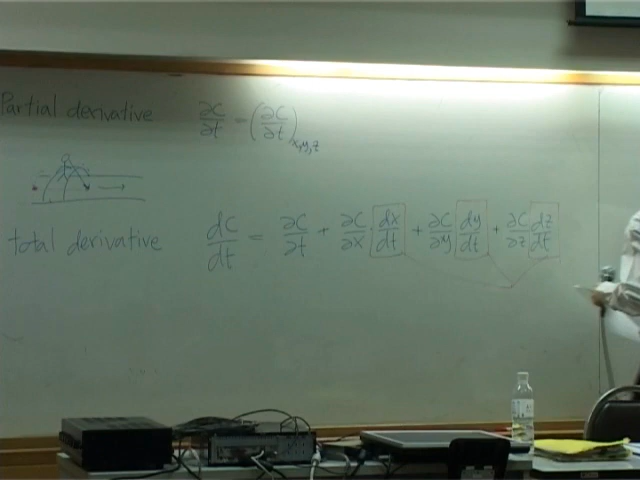 Partial derivative ∂C/∂t = (∂C/∂t)x,y,z
total derivative dC/dt = ∂C/∂t + ∂C/∂x · dx/dt + ∂C/∂y dy/dt + ∂C/∂z dz/dt